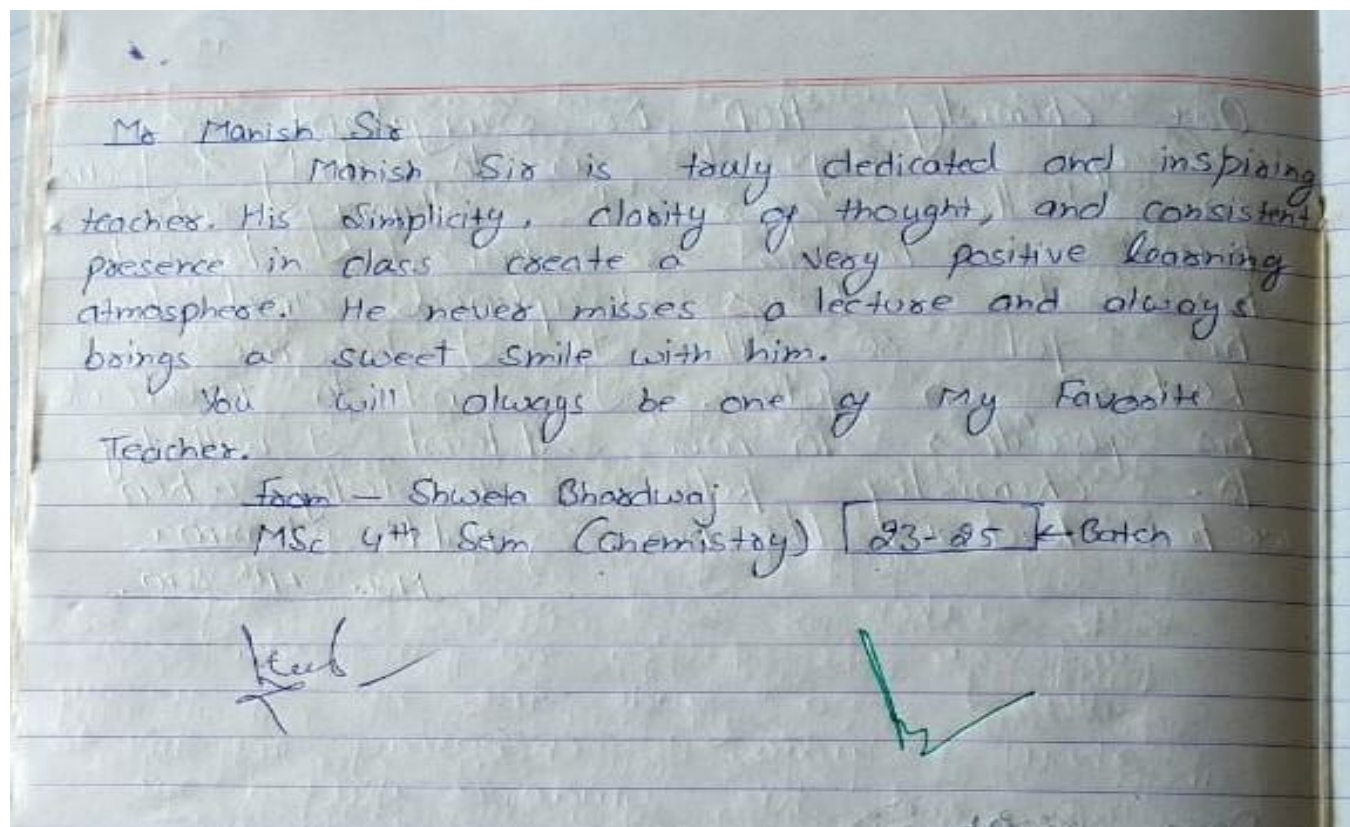 Mr Manish Sir
Manish Sir is truly dedicated and inspiring
teacher. His simplicity, clarity of thought, and consistent
presence in class create a very positive learning
atmosphere. He never misses a lecture and always
brings a sweet smile with him.
You will always be one of My Favorite
Teacher.
from - Shweta Bhardwaj
MSc 4th Sem (Chemistry) [23-25] ← Batch